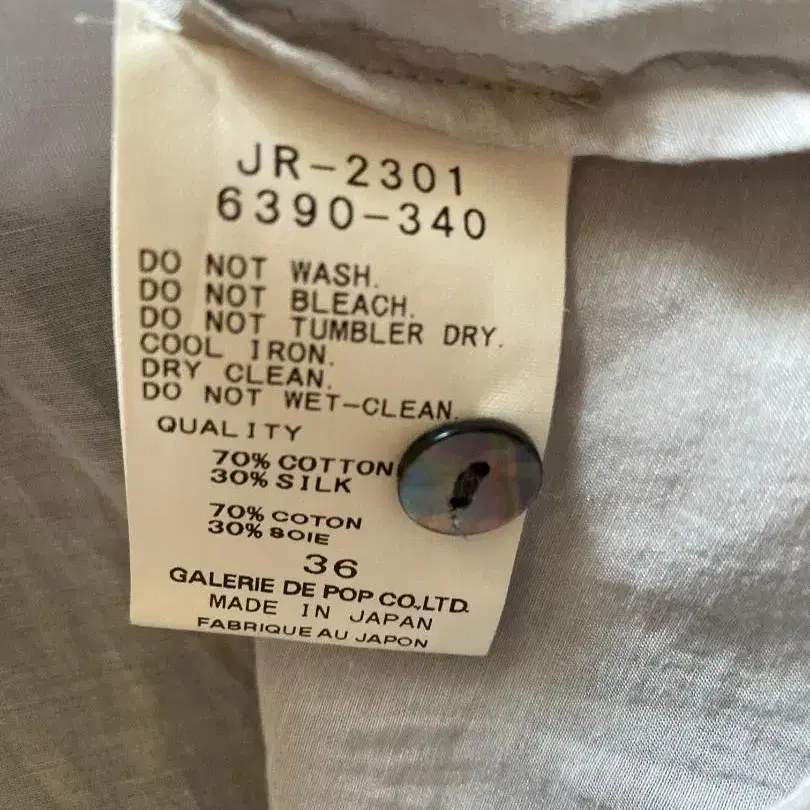 JR-2301
6390-340
DO NOT WASH.
DO NOT BLEACH.
DO NOT TUMBLER DRY.
COOL IRON.
DRY CLEAN.
DO NOT WET-CLEAN.
QUALITY
70% COTTON
30% SILK
70% COTON
30% SOIE
36
GALERIE DE POP CO.,LTD.
MADE IN JAPAN
FABRIQUE AU JAPON